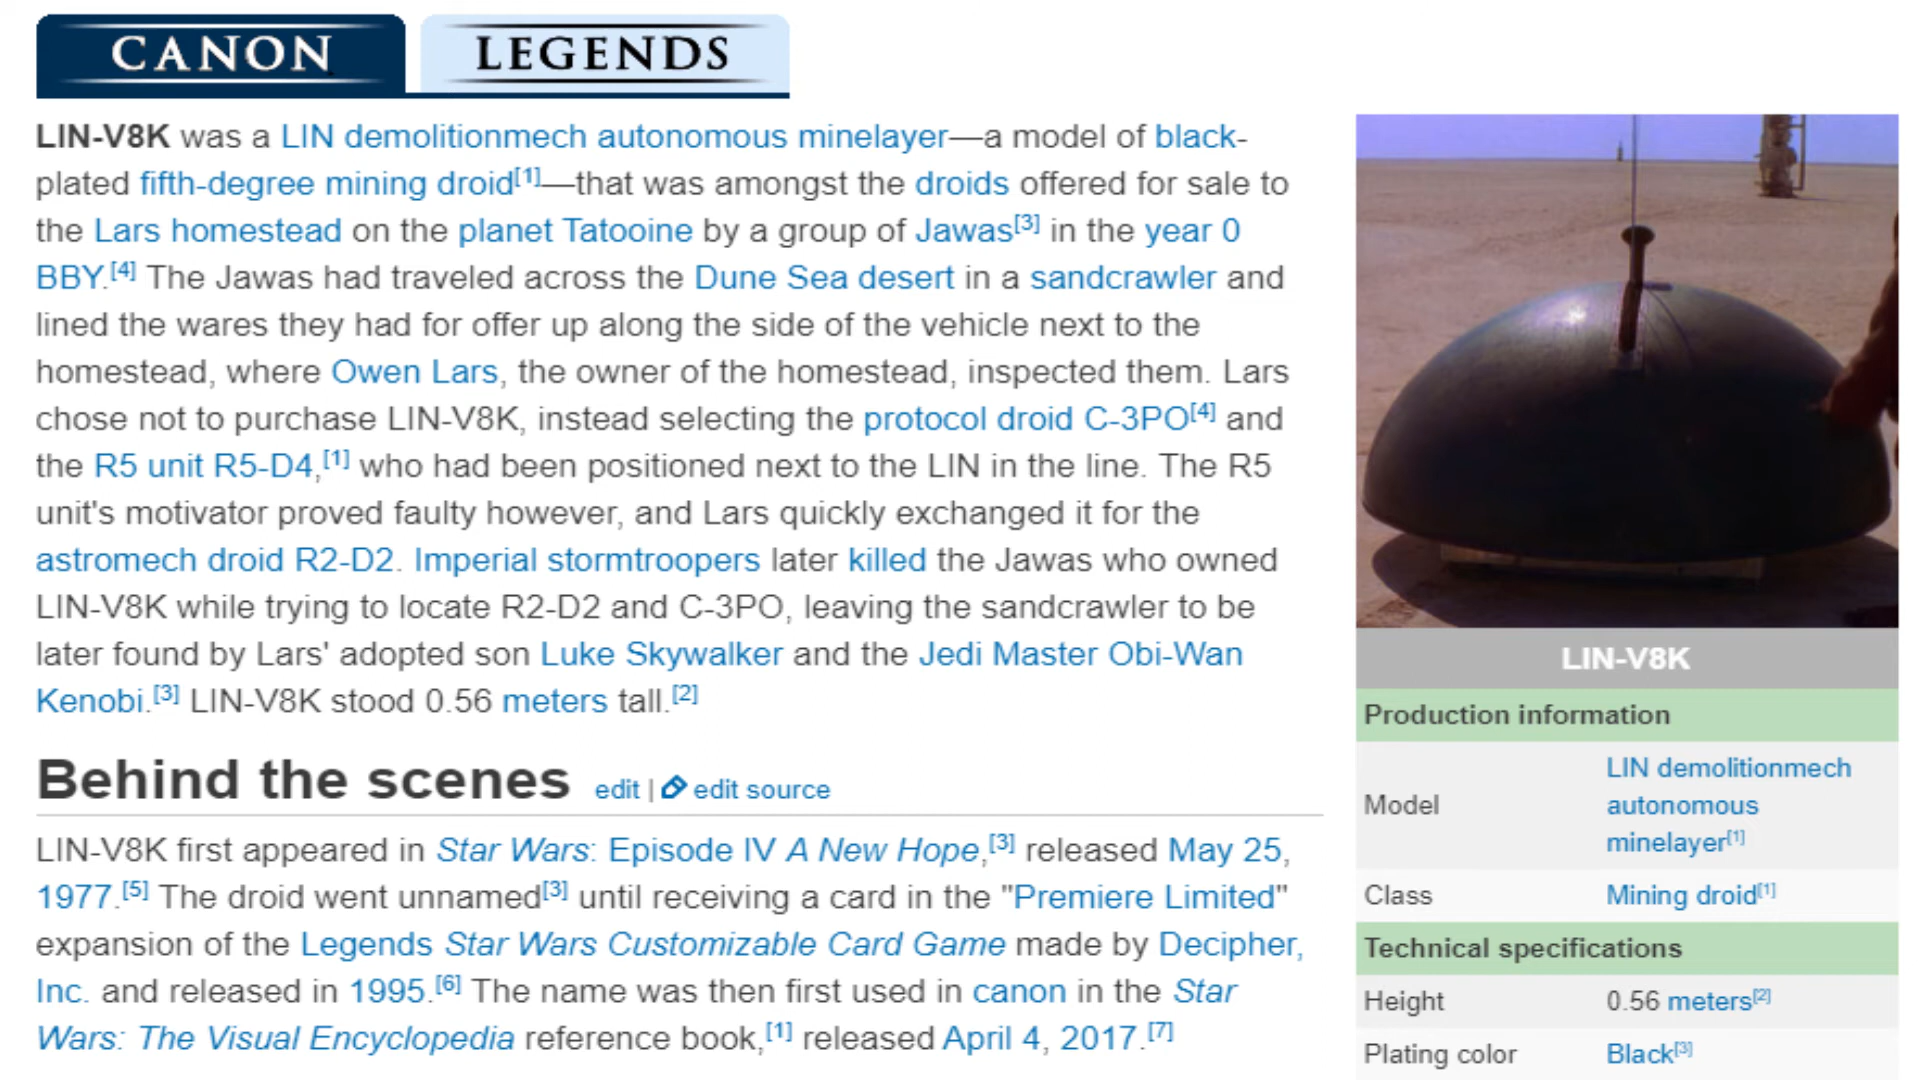 CANON
LEGENDS
LIN-V8K was a LIN demolitionmech autonomous minelayer—a model of black-
plated fifth-degree mining droid[1]—that was amongst the droids offered for sale to
the Lars homestead on the planet Tatooine by a group of Jawas[3] in the year 0
BBY.[4] The Jawas had traveled across the Dune Sea desert in a sandcrawler and
lined the wares they had for offer up along the side of the vehicle next to the
homestead, where Owen Lars, the owner of the homestead, inspected them. Lars
chose not to purchase LIN-V8K, instead selecting the protocol droid C-3PO[4] and
the R5 unit R5-D4,[1] who had been positioned next to the LIN in the line. The R5
unit's motivator proved faulty however, and Lars quickly exchanged it for the
astromech droid R2-D2. Imperial stormtroopers later killed the Jawas who owned
LIN-V8K while trying to locate R2-D2 and C-3PO, leaving the sandcrawler to be
later found by Lars' adopted son Luke Skywalker and the Jedi Master Obi-Wan
Kenobi.[3] LIN-V8K stood 0.56 meters tall.[2]
Behind the scenes edit | edit source
LIN-V8K first appeared in Star Wars: Episode IV A New Hope,[3] released May 25,
1977.[5] The droid went unnamed[3] until receiving a card in the "Premiere Limited"
expansion of the Legends Star Wars Customizable Card Game made by Decipher,
Inc. and released in 1995.[6] The name was then first used in canon in the Star
Wars: The Visual Encyclopedia reference book,[1] released April 4, 2017.[7]
LIN-V8K
Production information
Model
LIN demolitionmech
autonomous
minelayer[1]
Class
Mining droid[1]
Technical specifications
Height
0.56 meters[2]
Plating color
Black[3]